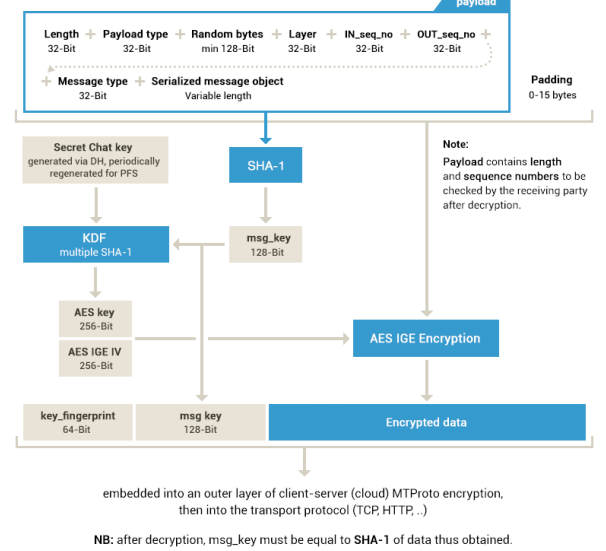 payload
Length + Payload type + Random bytes + Layer + IN_seq_no + OUT_seq_no +
32-Bit 32-Bit min 128-Bit 32-Bit 32-Bit 32-Bit
+ Message type + Serialized message object
32-Bit Variable length
Padding
0-15 bytes
Secret Chat key
generated via DH, periodically
regenerated for PFS
SHA-1
Note:
Payload contains length
and sequence numbers to be
checked by the receiving party
after decryption.
KDF
multiple SHA-1
msg_key
128-Bit
AES key
256-Bit
AES IGE IV
256-Bit
AES IGE Encryption
key_fingerprint
64-Bit
msg key
128-Bit
Encrypted data
embedded into an outer layer of client-server (cloud) MTProto encryption,
then into the transport protocol (TCP, HTTP, ..)
NB: after decryption, msg_key must be equal to SHA-1 of data thus obtained.